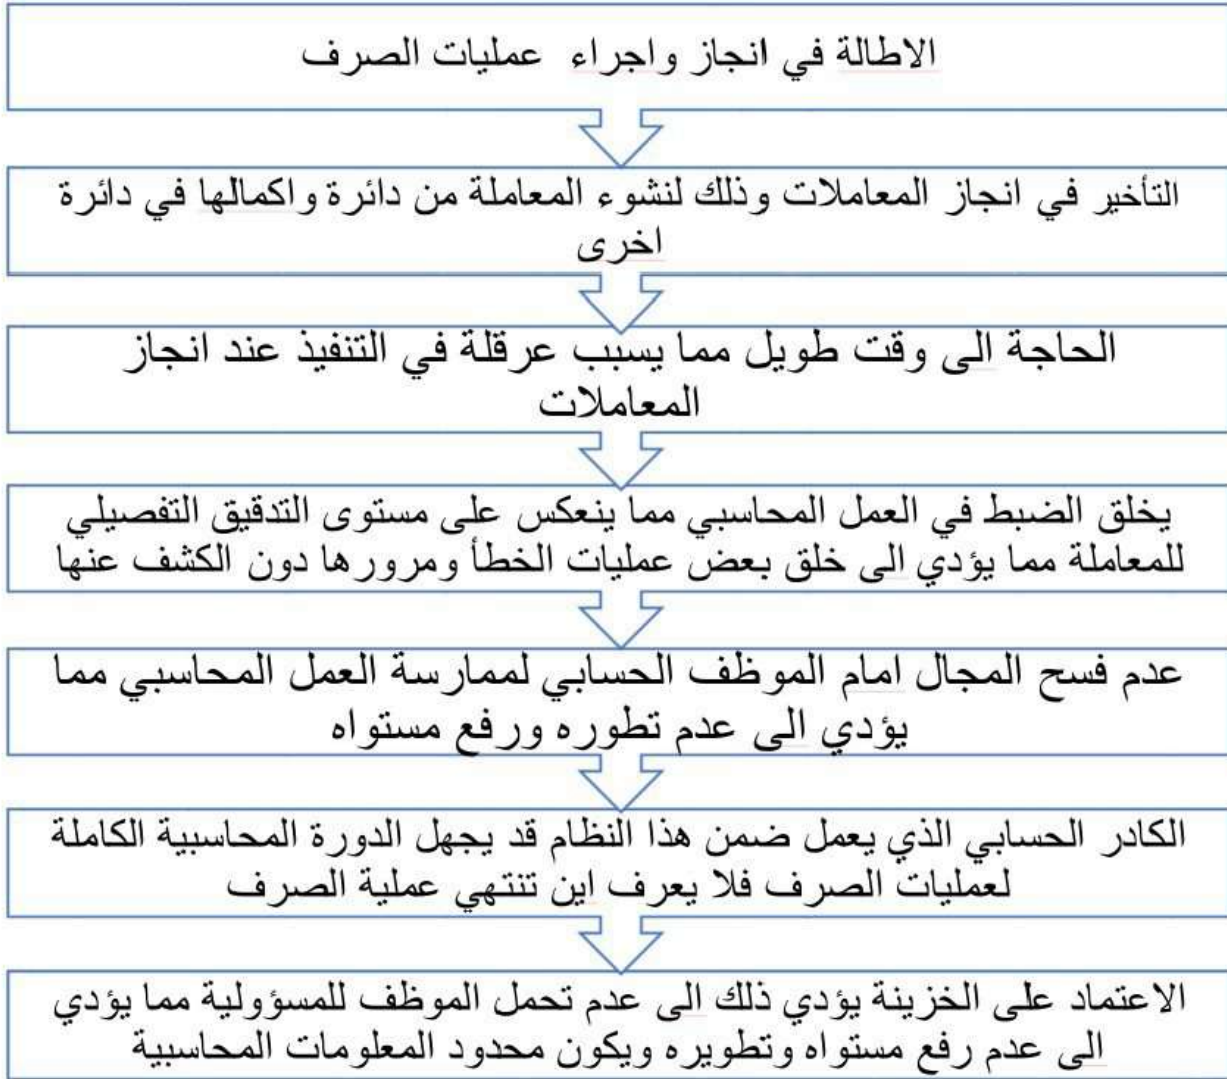 الاطالة في انجاز واجراء عمليات الصرف
التأخير في انجاز المعاملات وذلك لنشوء المعاملة من دائرة واكمالها في دائرة
اخرى
الحاجة الى وقت طويل مما يسبب عرقلة في التنفيذ عند انجاز
المعاملات
يخلق الضبط في العمل المحاسبي مما ينعكس على مستوى التدقيق التفصيلي
للمعاملة مما يؤدي الى خلق بعض عمليات الخطأ ومرورها دون الكشف عنها
عدم فسح المجال امام الموظف الحسابي لممارسة العمل المحاسبي مما
يؤدي الى عدم تطوره ورفع مستواه
الكادر الحسابي الذي يعمل ضمن هذا النظام قد يجهل الدورة المحاسبية الكاملة
لعمليات الصرف فلا يعرف اين تنتهي عملية الصرف
الاعتماد على الخزينة يؤدي ذلك الى عدم تحمل الموظف للمسؤولية مما يؤدي
الى عدم رفع مستواه وتطويره ويكون محدود المعلومات المحاسبية